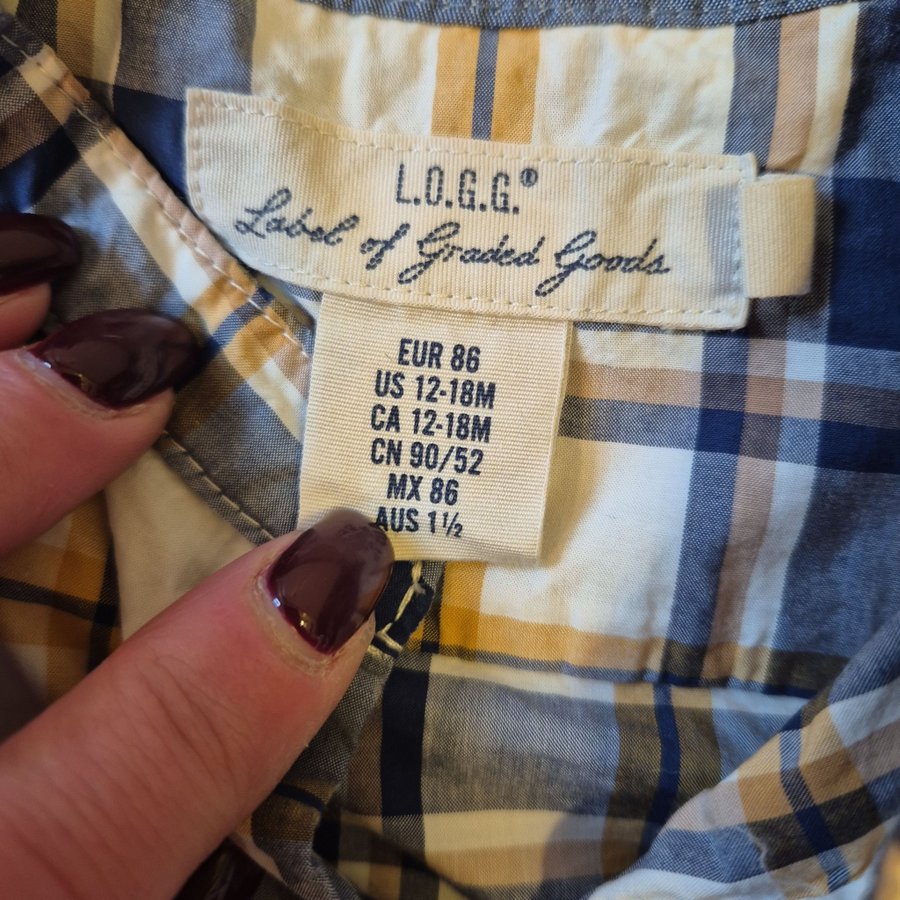 L.O.G.G.®
Label of Graded Goods
EUR 86
US 12-18M
CA 12-18M
CN 90/52
MX 86
AUS 1½